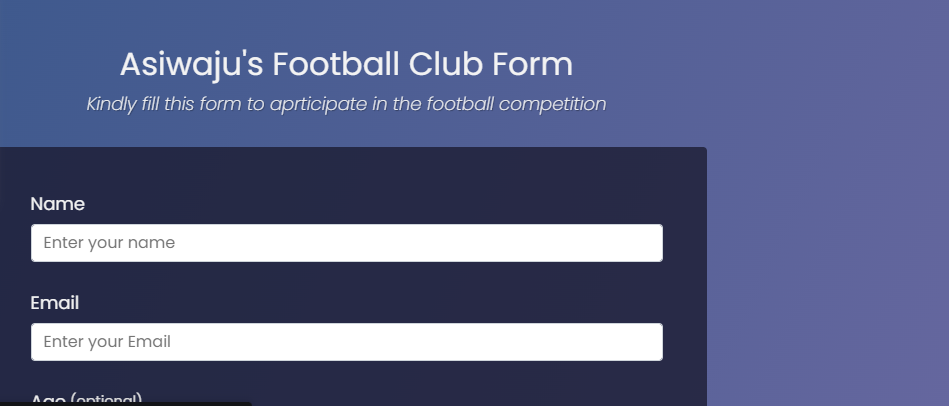 Asiwaju's Football Club Form
Kindly fill this form to aprticipate in the football competition
Name
Enter your name
Email
Enter your Email
Age (optional)